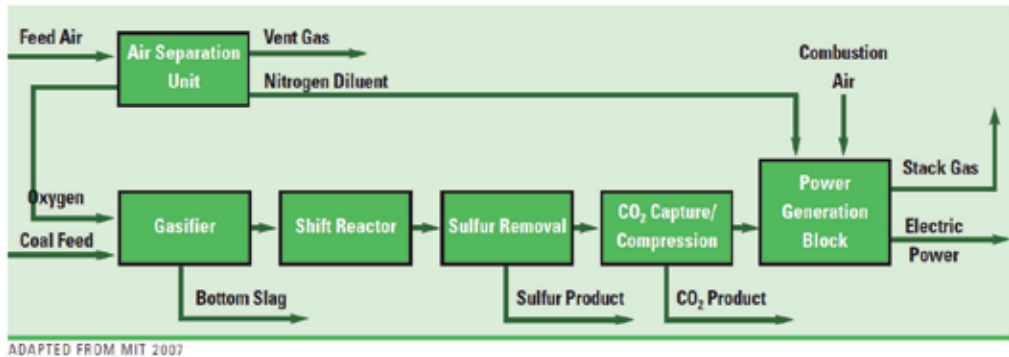 Feed Air
Air Separation
Unit
Vent Gas
Nitrogen Diluent
Combustion
Air
Oxygen
Coal Feed
Gasifier
Shift Reactor
Sulfur Removal
CO₂ Capture/
Compression
Power
Generation
Block
Stack Gas
Electric
Power
Bottom Slag
Sulfur Product
CO₂ Product
ADAPTED FROM MIT 2007